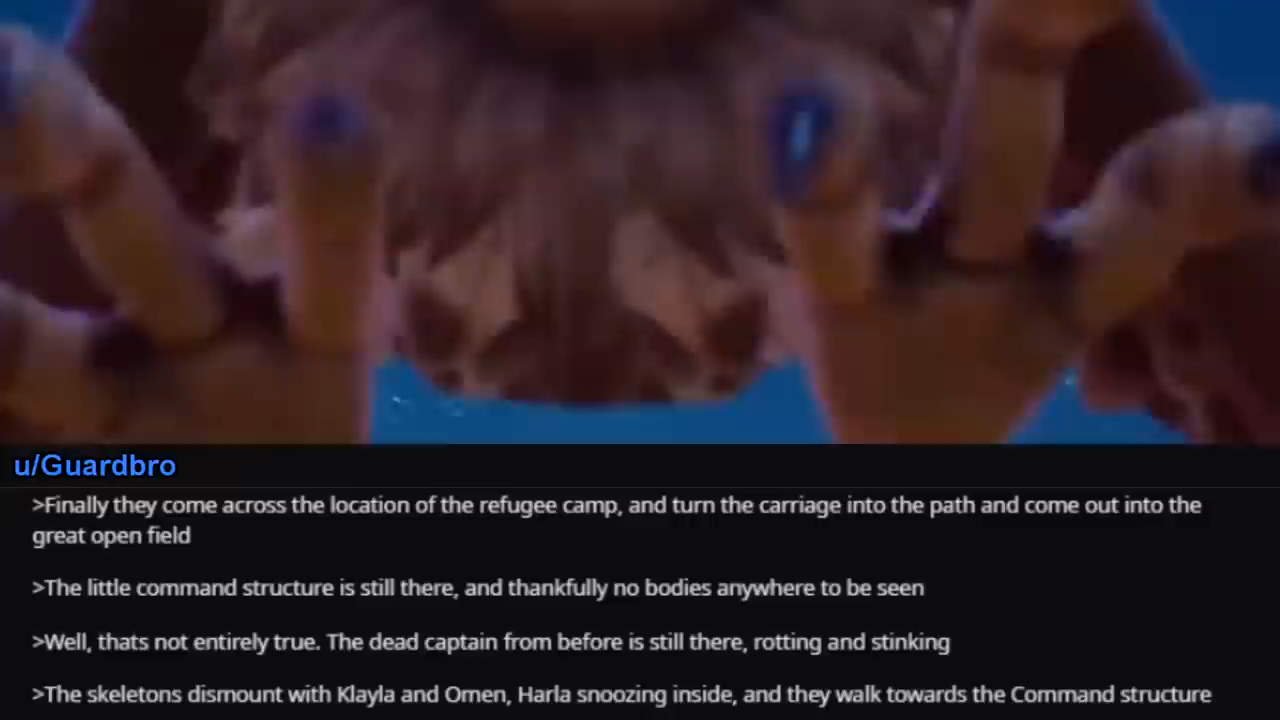 u/Guardbro
>Finally they come across the location of the refugee camp, and turn the carriage into the path and come out into the
great open field
>The little command structure is still there, and thankfully no bodies anywhere to be seen
>Well, thats not entirely true. The dead captain from before is still there, rotting and stinking
>The skeletons dismount with Klayla and Omen, Harla snoozing inside, and they walk towards the Command structure